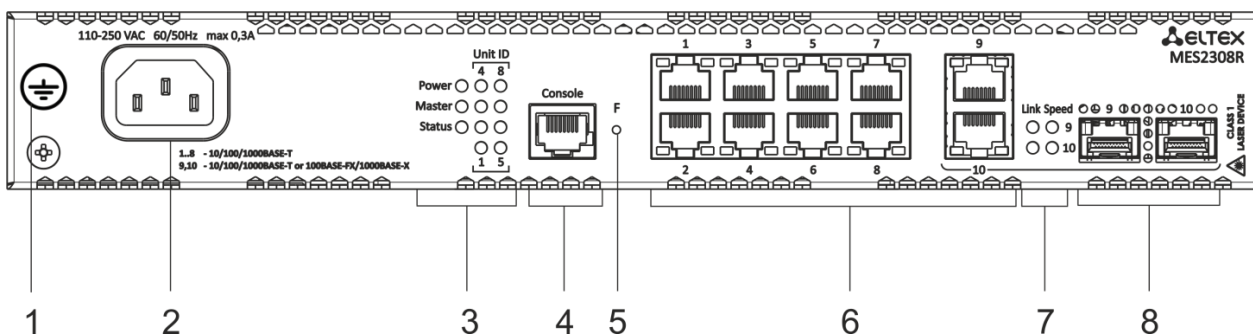 110-250 VAC 60/50Hz max 0,3A
Unit ID
4 8
Power
Master
Status
1 5
1..8 - 10/100/1000BASE-T
9,10 - 10/100/1000BASE-T or 100BASE-FX/1000BASE-X
Console
F
1 3 5 7
2 4 6 8
9
10
Link Speed
9
10
9
10
ELTEX
MES2308R
CLASS 1
LASER DEVICE
1 2 3 4 5 6 7 8